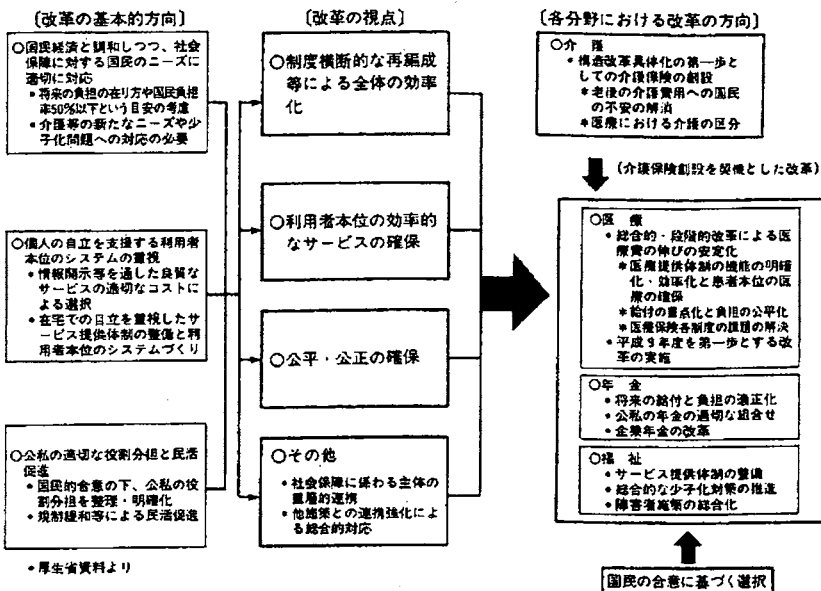 〔改革の基本的方向〕
○国民経済と調和しつつ、社会
保障に対する国民のニーズに
適切に対応
•将来の負担の在り方や国民負担
率50%以下という目安の考慮
•介護等の新たなニーズや少
子化問題への対応の必要
○個人の自立を支援する利用者
本位のシステムの重視
•情報開示等を通した良質な
サービスの適切なコストに
よる選択
•在宅での自立を重視したサ
ービス提供体制の整備と利
用者本位のシステムづくり
○公私の適切な役割分担と民活
促進
•国民的合意の下、公私の役
割分担を整理・明確化
•規制緩和等による民活促進
•厚生省資料より
〔改革の視点〕
○制度横断的な再編成
等による全体の効率
化
○利用者本位の効率的
なサービスの確保
○公平・公正の確保
○その他
•社会保障に係わる主体の
重層的連携
•他施策との連携強化によ
る総合的対応
〔各分野における改革の方向〕
○介　護
•構造改革具体化の第一歩と
しての介護保険の創設
＊老後の介護費用への国民
の不安の解消
＊医療における介護の区分
(介護保険創設を契機とした改革)
○医　療
•総合的・段階的改革による医
療費の伸びの安定化
＊医療提供体制の機能の明確
化・効率化と患者本位の医
療の確保
＊給付の重点化と負担の公平化
＊医療保険各制度の課題の解決
•平成9年度を第一歩とする改
革の実施
○年　金
•将来の給付と負担の適正化
•公私の年金の適切な組合せ
•企業年金の改革
○福　祉
•サービス提供体制の整備
•総合的な少子化対策の推進
•障害者施策の総合化
国民の合意に基づく選択